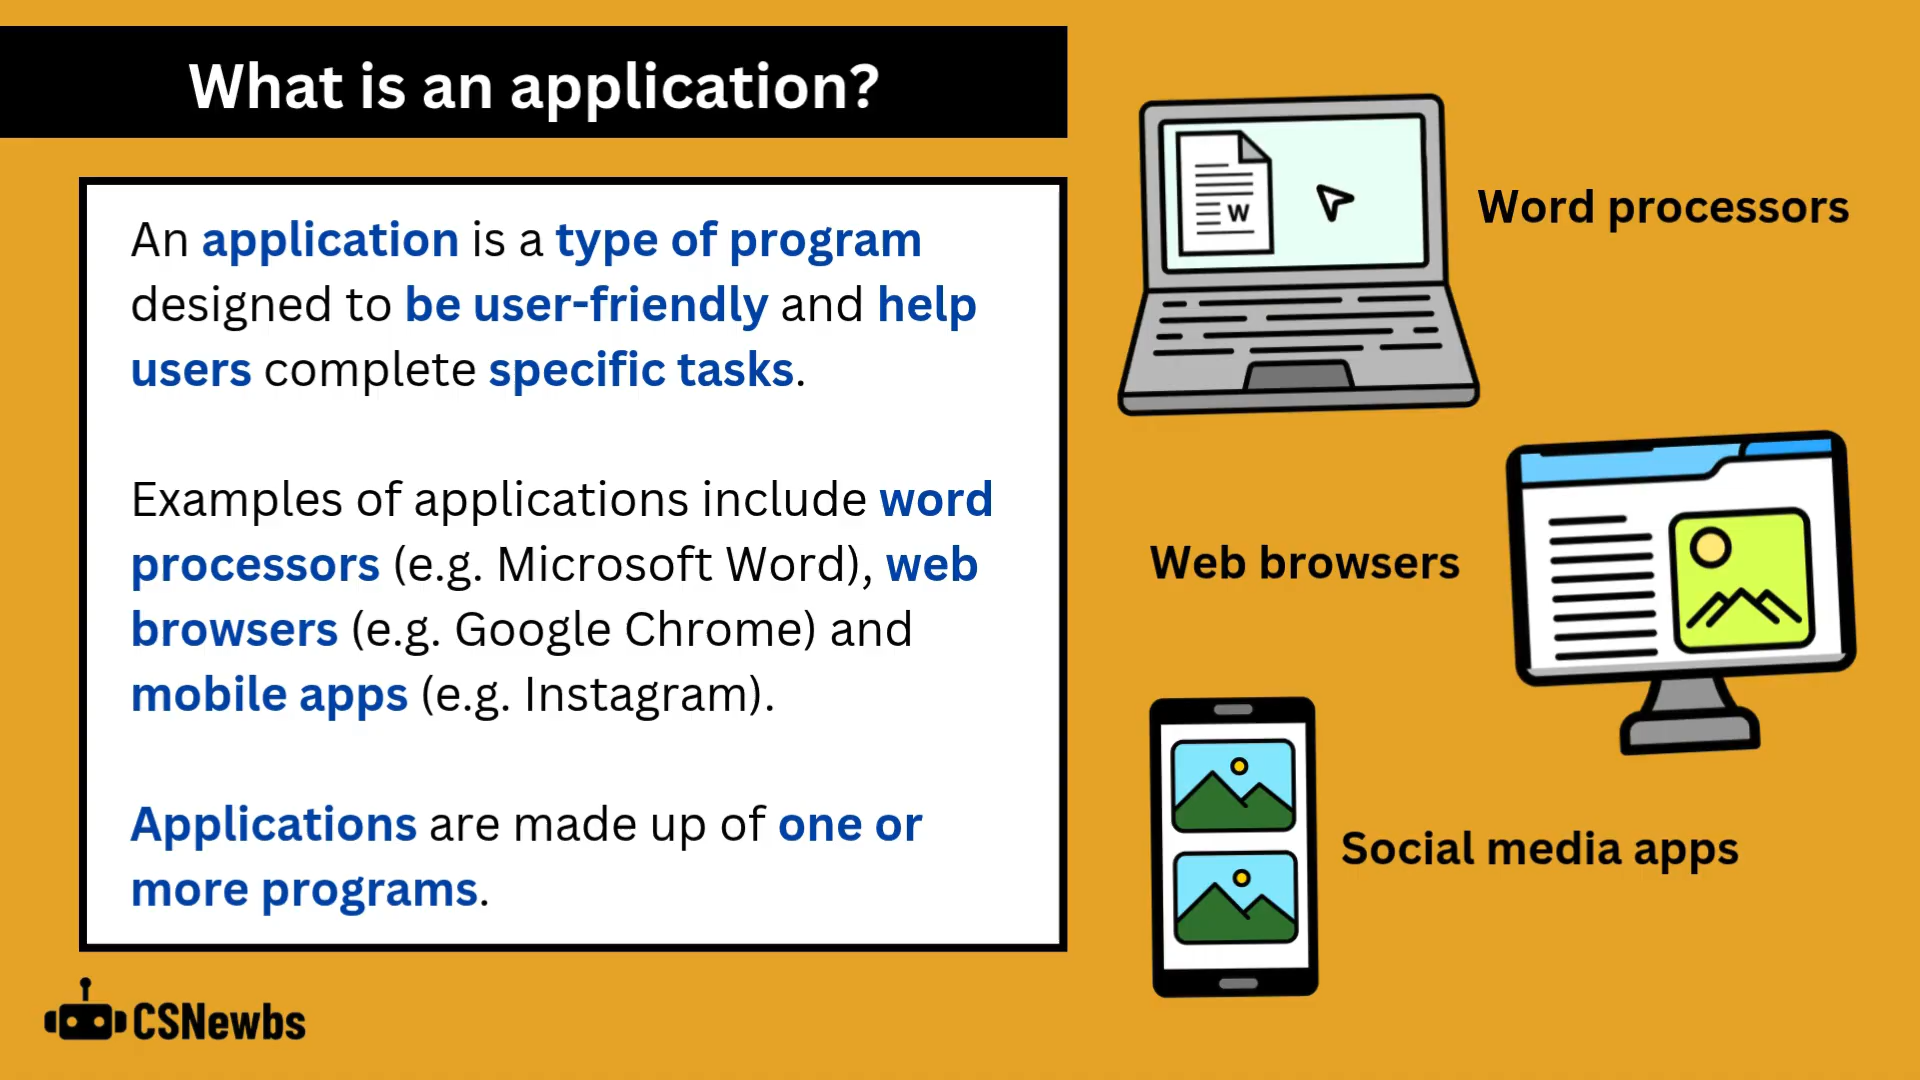 What is an application?
An application is a type of program
designed to be user-friendly and help
users complete specific tasks.
Examples of applications include word
processors (e.g. Microsoft Word), web
browsers (e.g. Google Chrome) and
mobile apps (e.g. Instagram).
Applications are made up of one or
more programs.
W
Word processors
Web browsers
Social media apps
CSNewbs